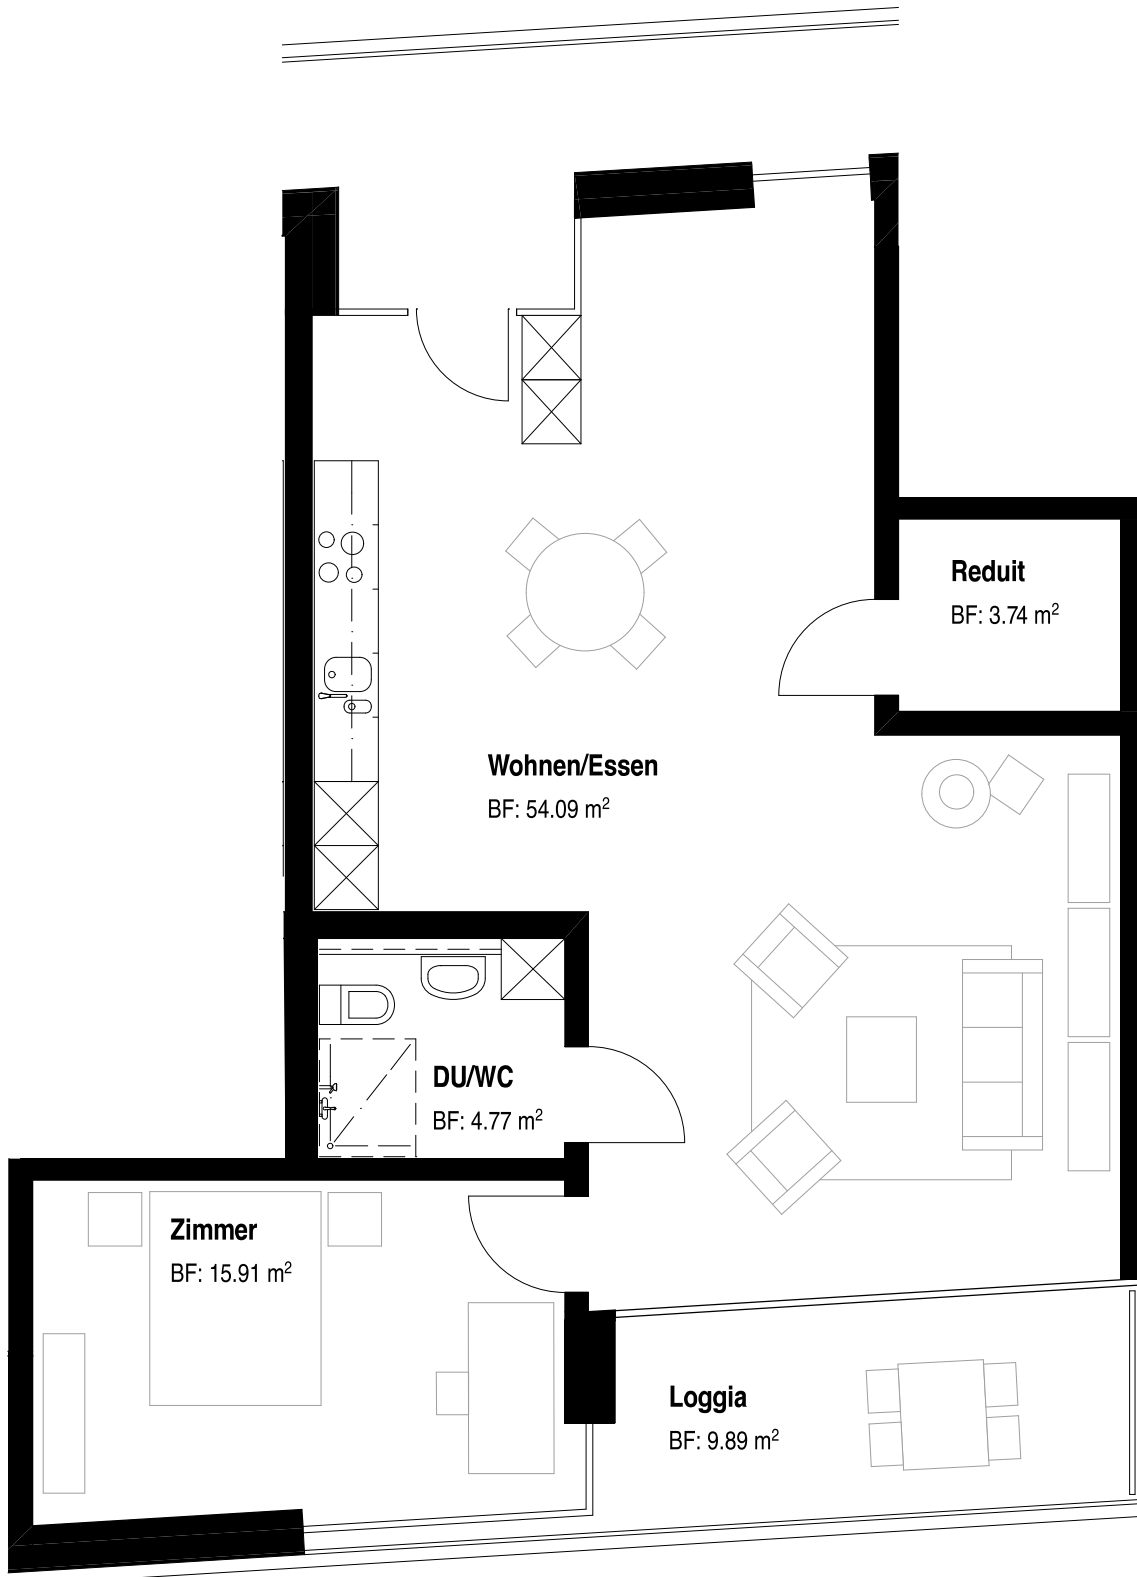 Reduit
BF: 3.74 m²
Wohnen/Essen
BF: 54.09 m²
DU/WC
BF: 4.77 m²
Zimmer
BF: 15.91 m²
Loggia
BF: 9.89 m²